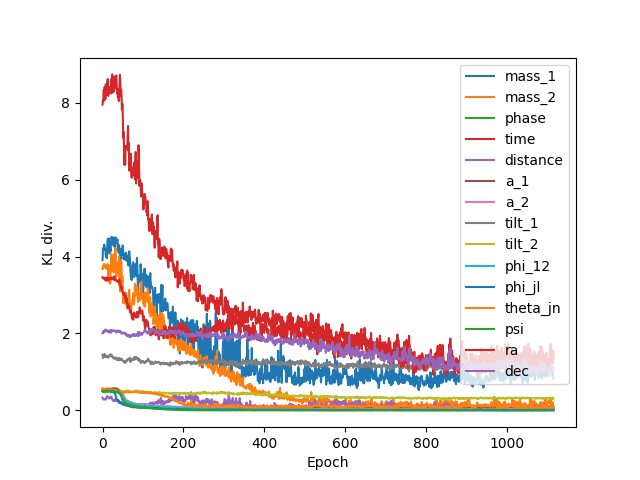 8
6
4
2
0
KL div.
0 200 400 600 800 1000
Epoch
mass_1
mass_2
phase
time
distance
a_1
a_2
tilt_1
tilt_2
phi_12
phi_jl
theta_jn
psi
ra
dec